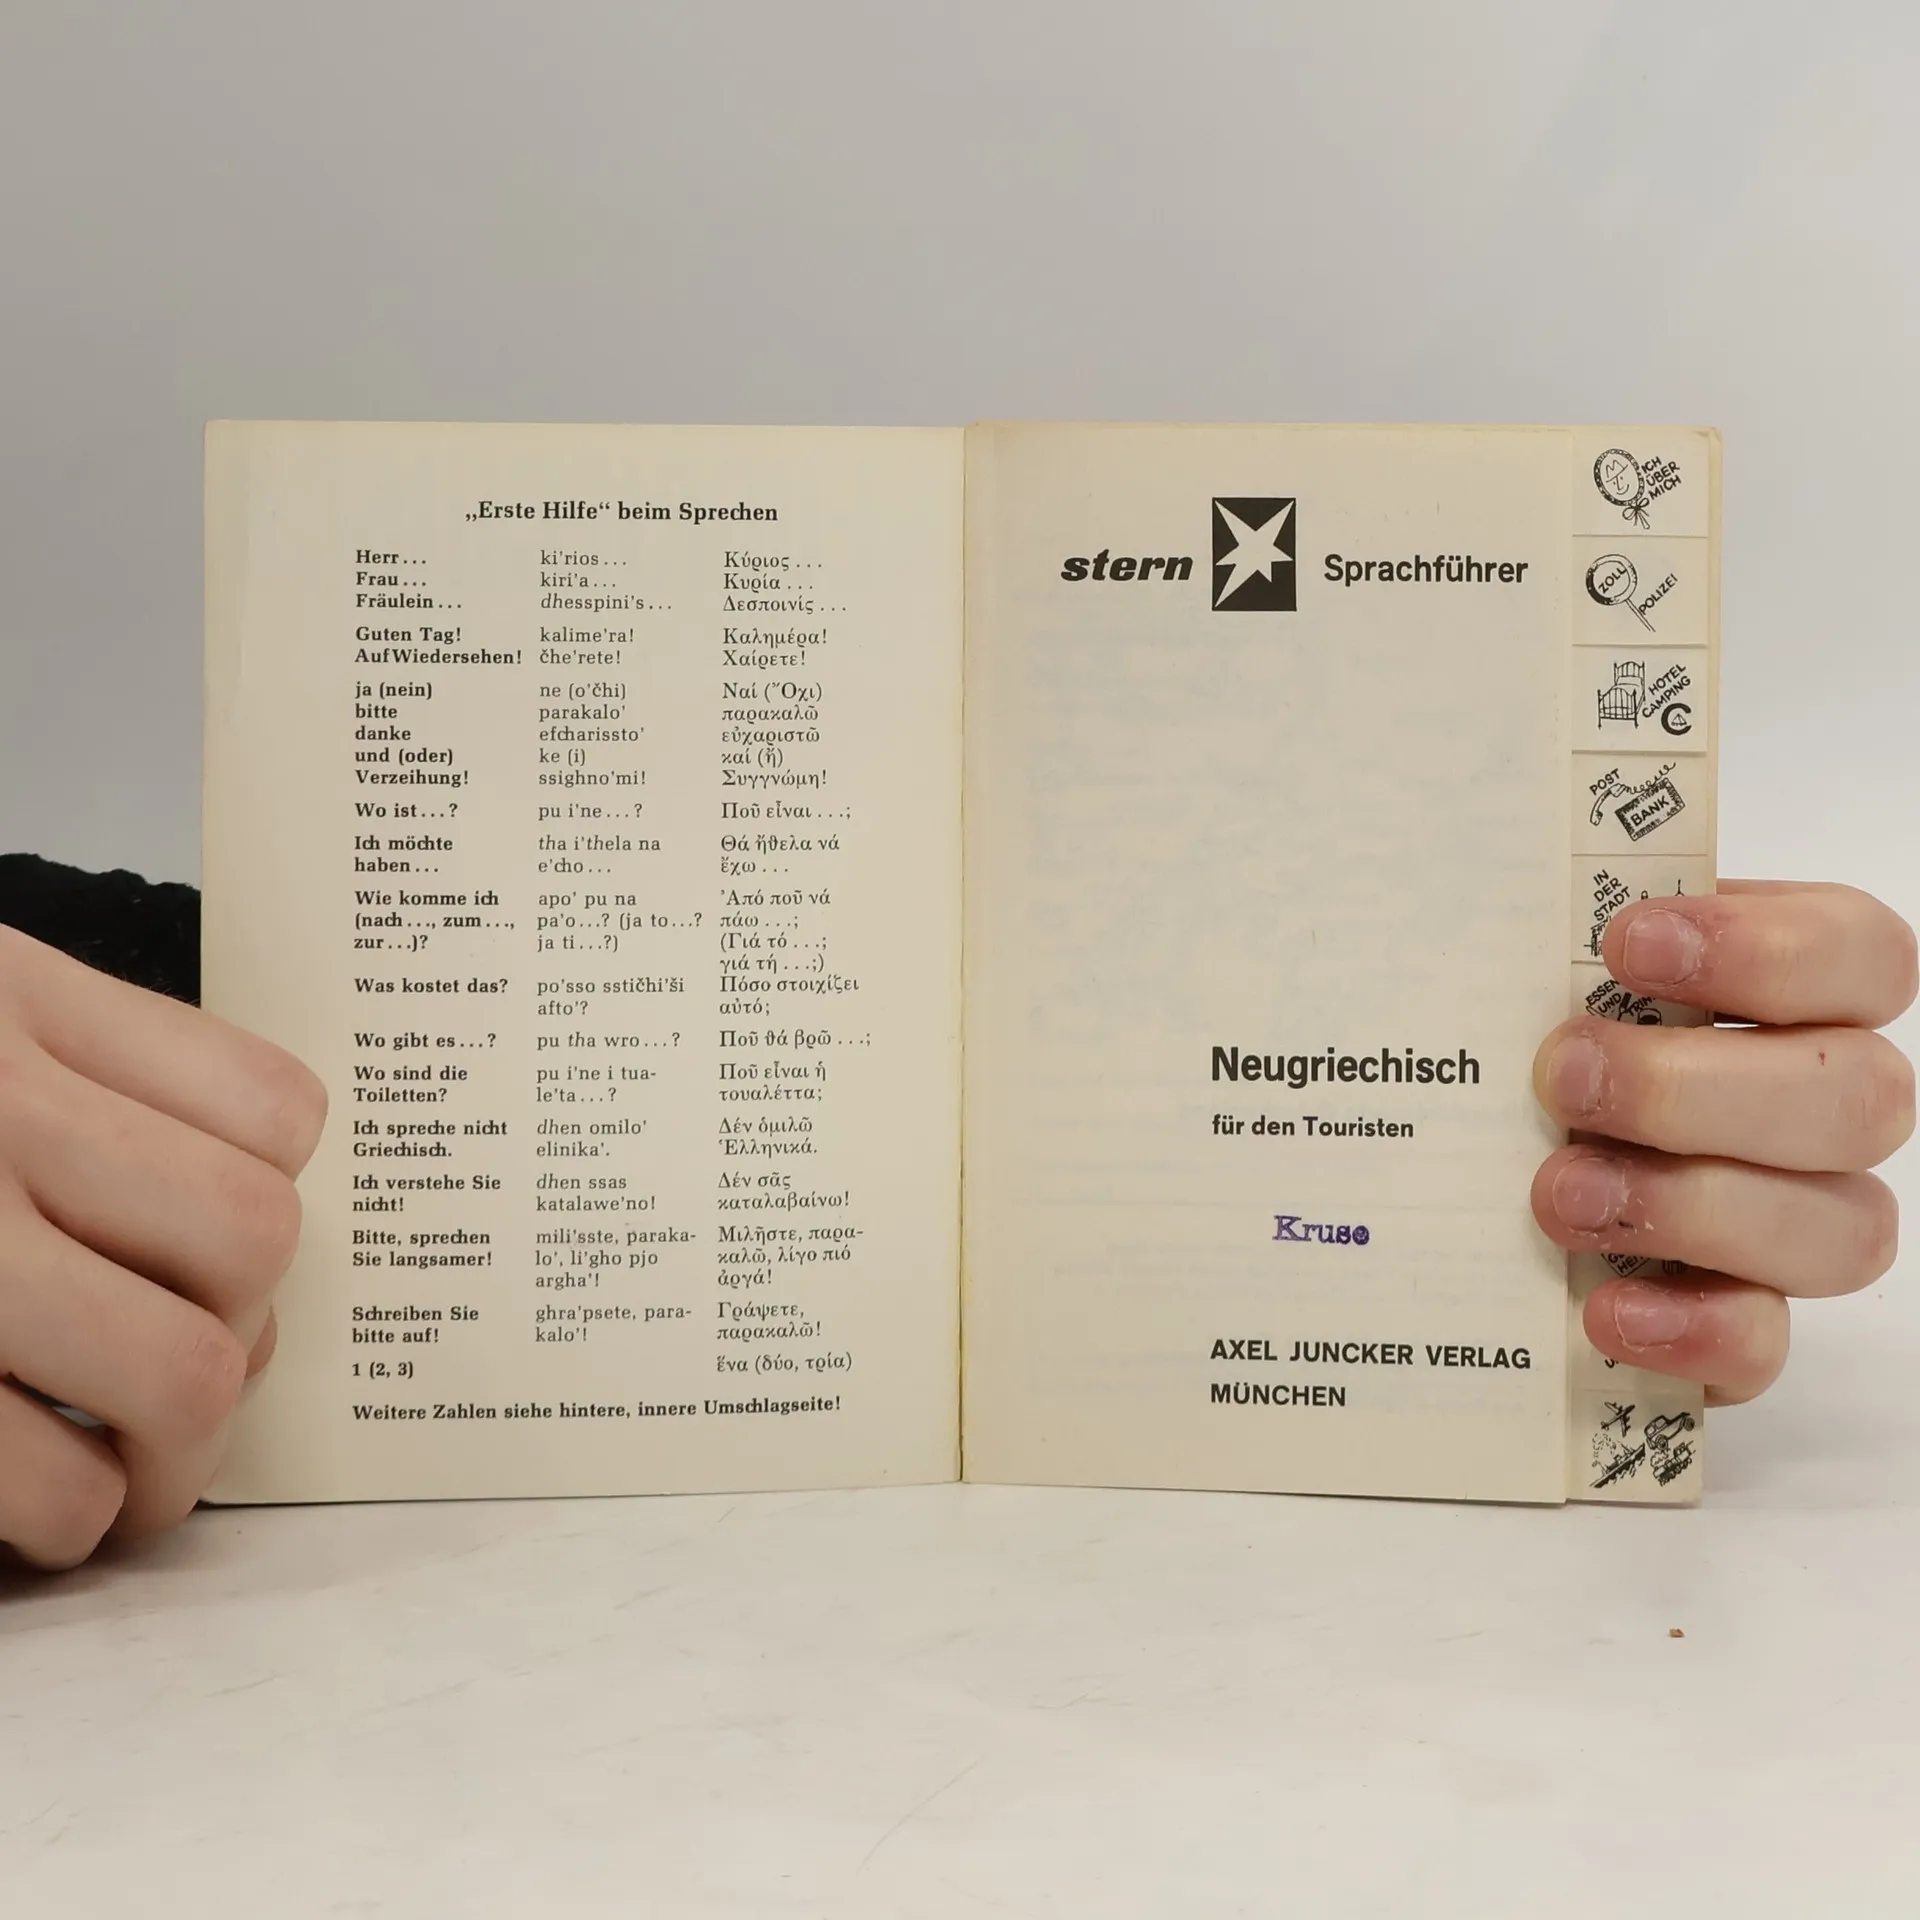 „Erste Hilfe“ beim Sprechen
Herr... ki'rios... Κύριος...
Frau... kiri'a... Κυρία...
Fräulein... dhesspini's... Δεσποινίς...
Guten Tag! kalime'ra! Καλημέρα!
Auf Wiedersehen! čhe'rete! Χαίρετε!
ja (nein) ne (o'čhi) Ναί (Ὄχι)
bitte parakalo' παρακαλῶ
danke efcharissto' εὐχαριστῶ
und (oder) ke (i) καί (ἤ)
Verzeihung! ssighno'mi! Συγγνώμη!
Wo ist...? pu i'ne...? Ποῦ εἶναι...;
Ich möchte tha i'thela na Θά ἤθελα νά
haben... e'cho... ἔχω...
Wie komme ich apo' pu na Ἀπό ποῦ νά
(nach..., zum..., pa'o...? (ja to...? πάω...;
zur...)? ja ti...?) (Γιά τό...;
γιά τή...;)
Was kostet das? po'sso sstičhi'ši Πόσο στοιχίζει
afto'? αὐτό;
Wo gibt es...? pu tha wro...? Ποῦ θά βρῶ...;
Wo sind die pu i'ne i tua- Ποῦ εἶναι ἡ
Toiletten? le'ta...? τουαλέττα;
Ich spreche nicht dhen omilo' Δέν ὁμιλῶ
Griechisch. elinika'. Ἑλληνικά.
Ich verstehe Sie dhen ssas Δέν σᾶς
nicht! katalawe'no! καταλαβαίνω!
Bitte, sprechen mili'sste, paraka- Μιλῆστε, παρα-
Sie langsamer! lo', li'gho pjo καλῶ, λίγο πιό
argha'! ἀργά!
Schreiben Sie ghra'psete, para- Γράψετε,
bitte auf! kalo'! παρακαλῶ!
1 (2, 3) ἕνα (δύο, τρία)
Weitere Zahlen siehe hintere, innere Umschlagseite!
stern Sprachführer
Neugriechisch
für den Touristen
Kruse
AXEL JUNCKER VERLAG
MÜNCHEN
ICH
ÜBER
MICH
ZOLL
POLIZEI
HOTEL
CAMPING
POST
BANK
IN
DER
STADT
ESSEN
UND